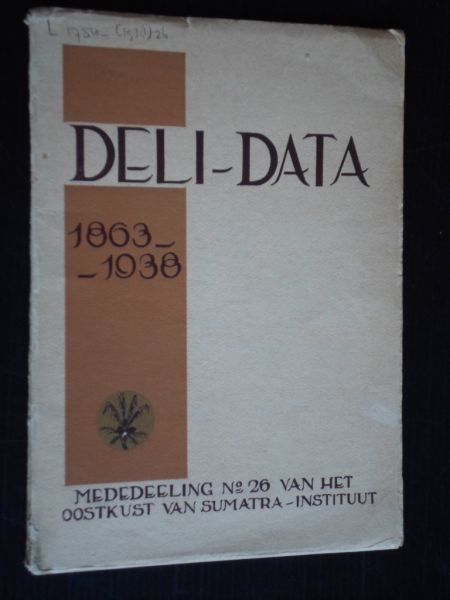 DELI-DATA
1863-
-1938
MEDEDEELING No 26 VAN HET
OOSTKUST VAN SUMATRA-INSTITUUT